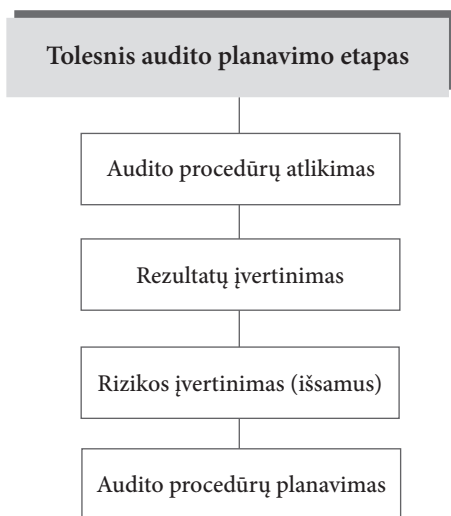 Tolesnis audito planavimo etapas
Audito procedūrų atlikimas
Rezultatų įvertinimas
Rizikos įvertinimas (išsamus)
Audito procedūrų planavimas